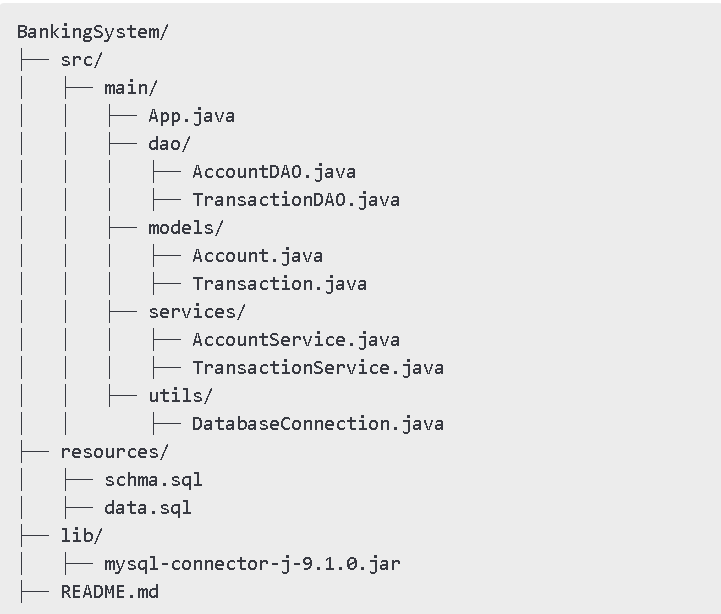 BankingSystem/
├── src/
│   ├── main/
│   │   ├── App.java
│   │   ├── dao/
│   │   │   ├── AccountDAO.java
│   │   │   ├── TransactionDAO.java
│   │   ├── models/
│   │   │   ├── Account.java
│   │   │   ├── Transaction.java
│   │   ├── services/
│   │   │   ├── AccountService.java
│   │   │   ├── TransactionService.java
│   │   ├── utils/
│   │       ├── DatabaseConnection.java
├── resources/
│   ├── schma.sql
│   ├── data.sql
├── lib/
│   ├── mysql-connector-j-9.1.0.jar
├── README.md